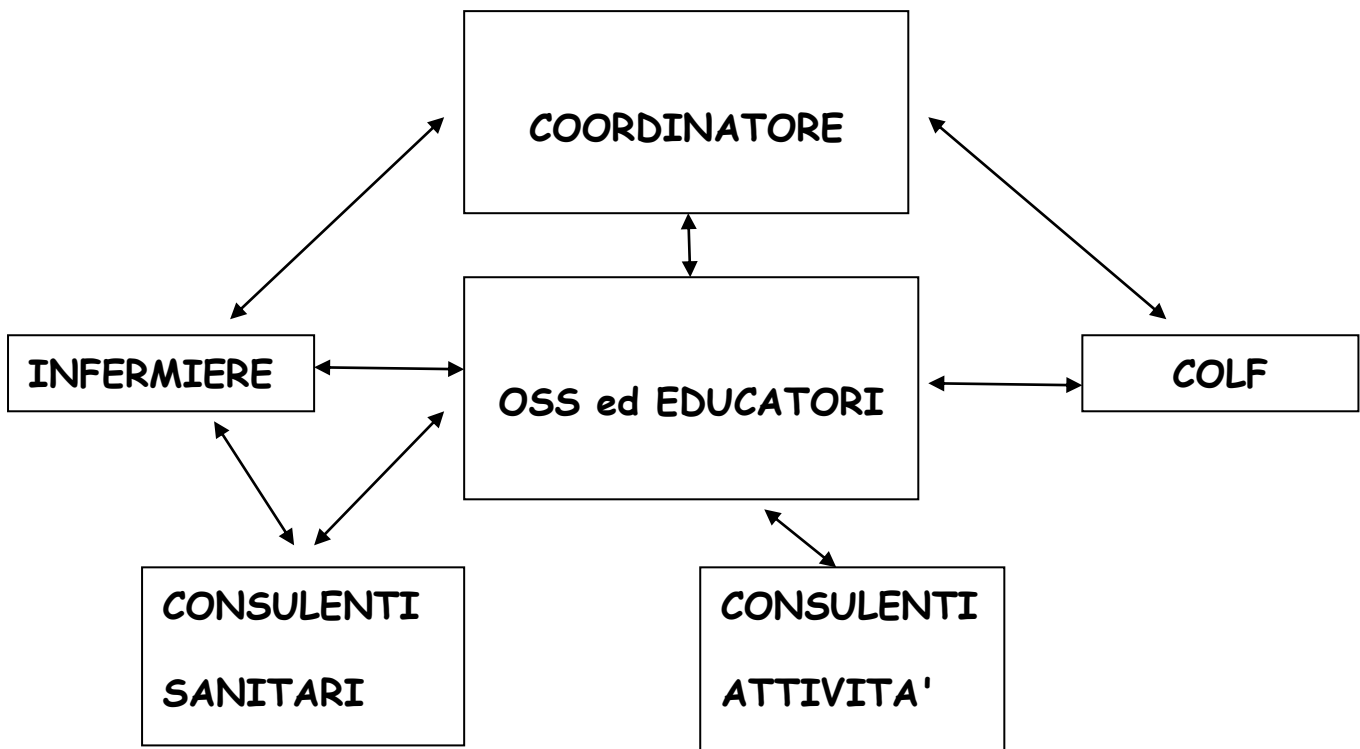 COORDINATORE
INFERMIERE
OSS ed EDUCATORI
COLF
CONSULENTI
SANITARI
CONSULENTI
ATTIVITA'